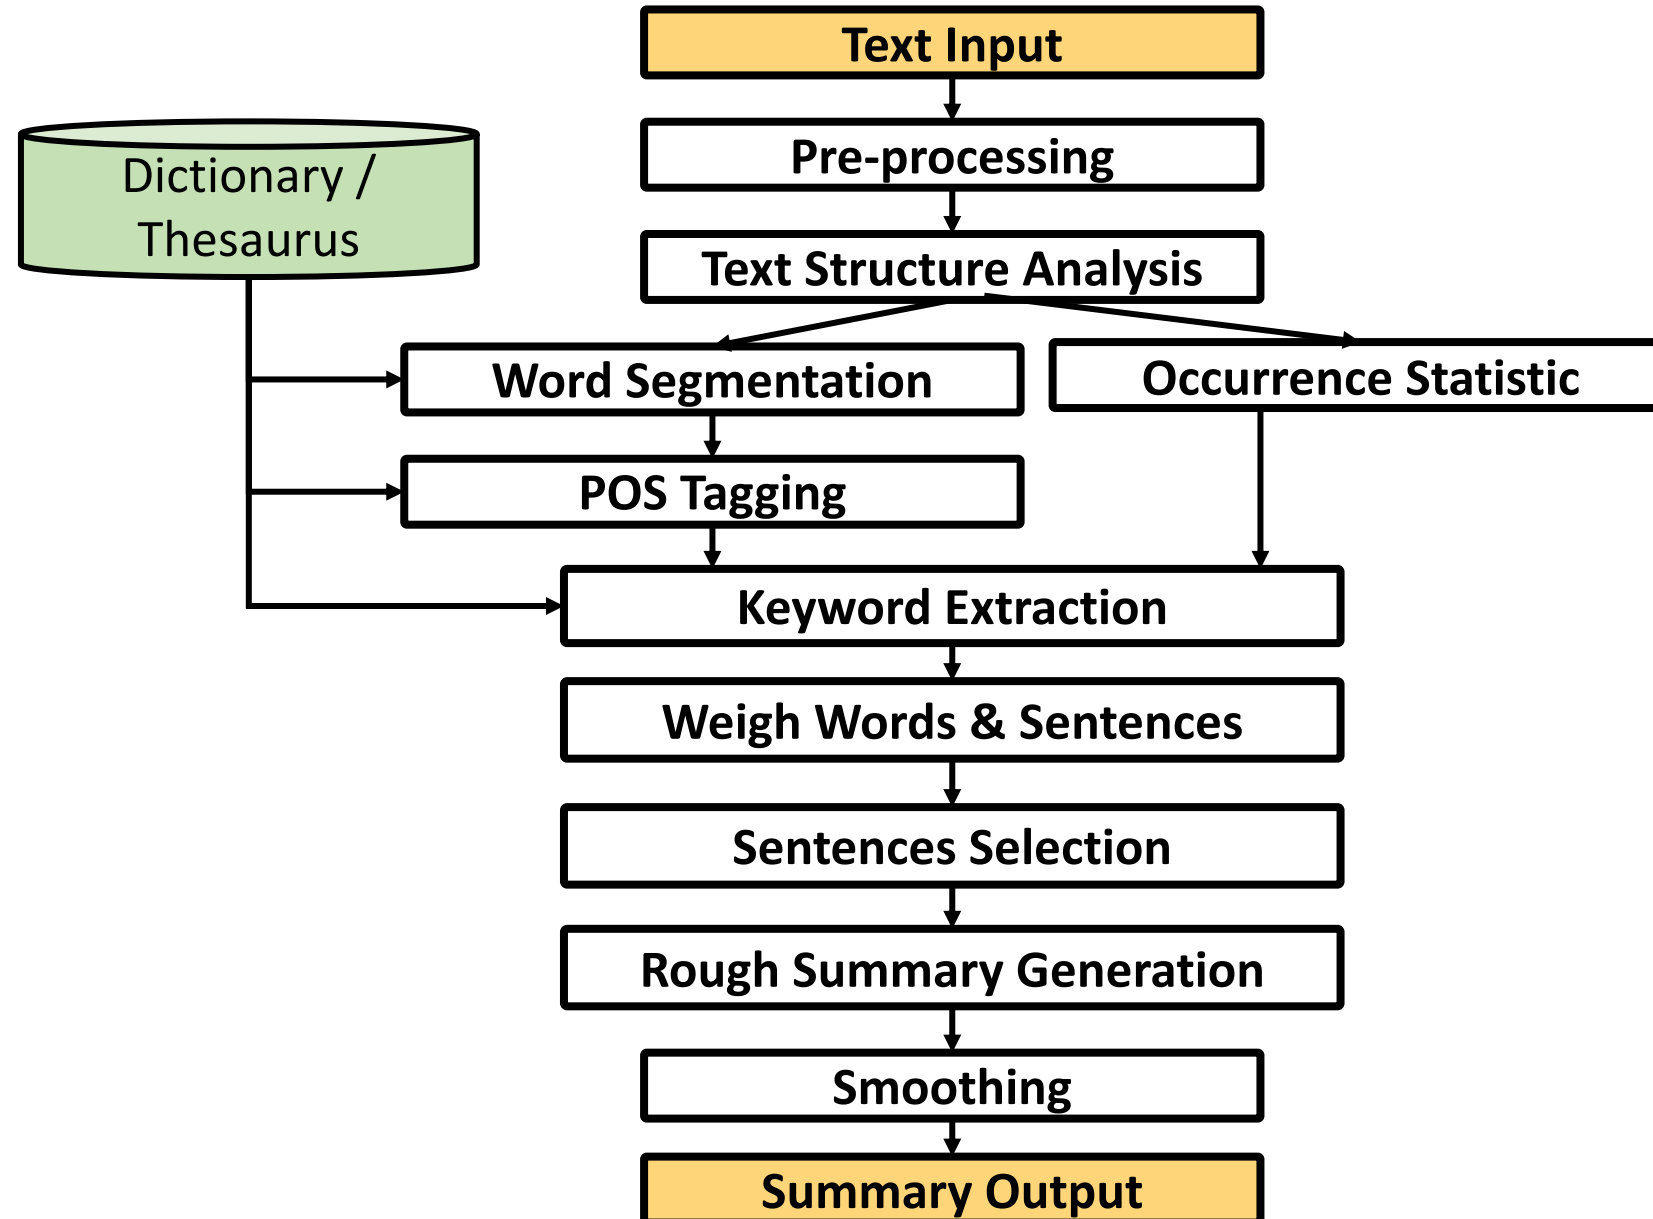 Text Input
Pre-processing
Dictionary /
Thesaurus
Text Structure Analysis
Word Segmentation
Occurrence Statistic
POS Tagging
Keyword Extraction
Weigh Words & Sentences
Sentences Selection
Rough Summary Generation
Smoothing
Summary Output